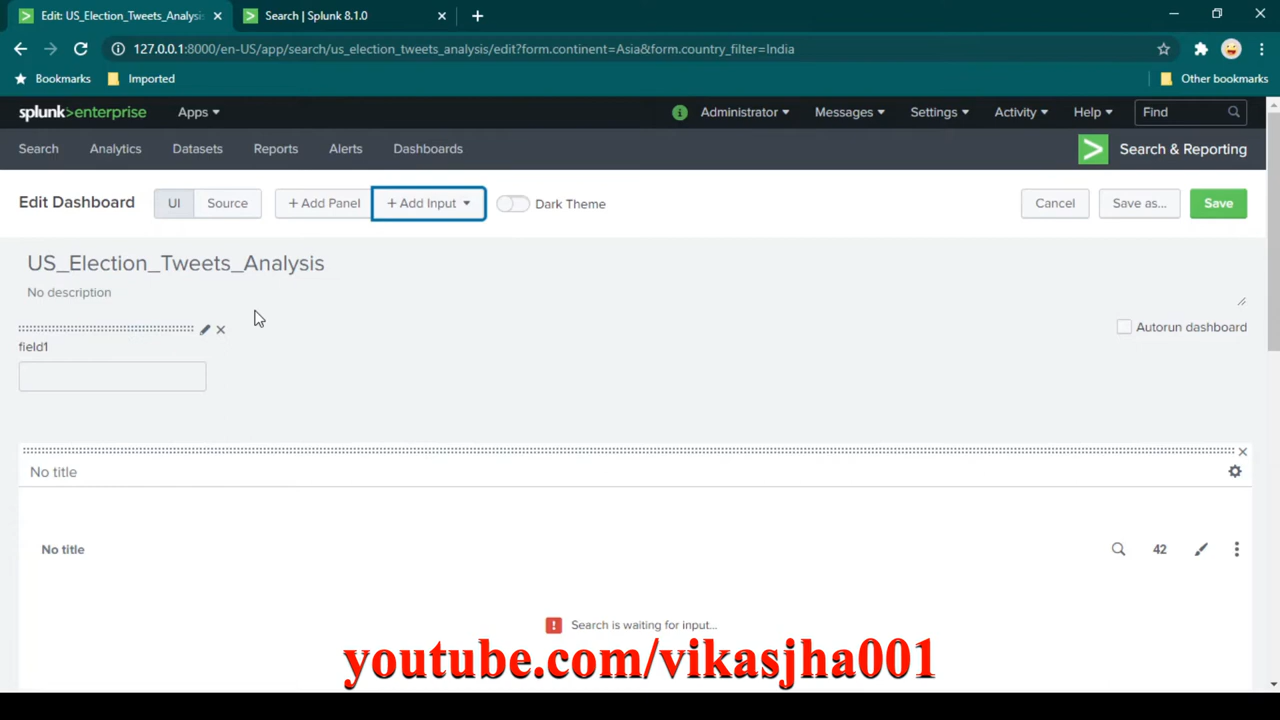 Edit: US_Election_Tweets_Analysis
Search | Splunk 8.1.0
127.0.0.1:8000/en-US/app/search/us_election_tweets_analysis/edit?form.continent=Asia&form.country_filter=India
Bookmarks Imported Other bookmarks
splunk>enterprise Apps Administrator Messages Settings Activity Help Find
Search Analytics Datasets Reports Alerts Dashboards Search & Reporting
Edit Dashboard UI Source + Add Panel + Add Input Dark Theme Cancel Save as... Save
US_Election_Tweets_Analysis
No description
Autorun dashboard
field1
No title
No title 42
Search is waiting for input...
youtube.com/vikasjha001